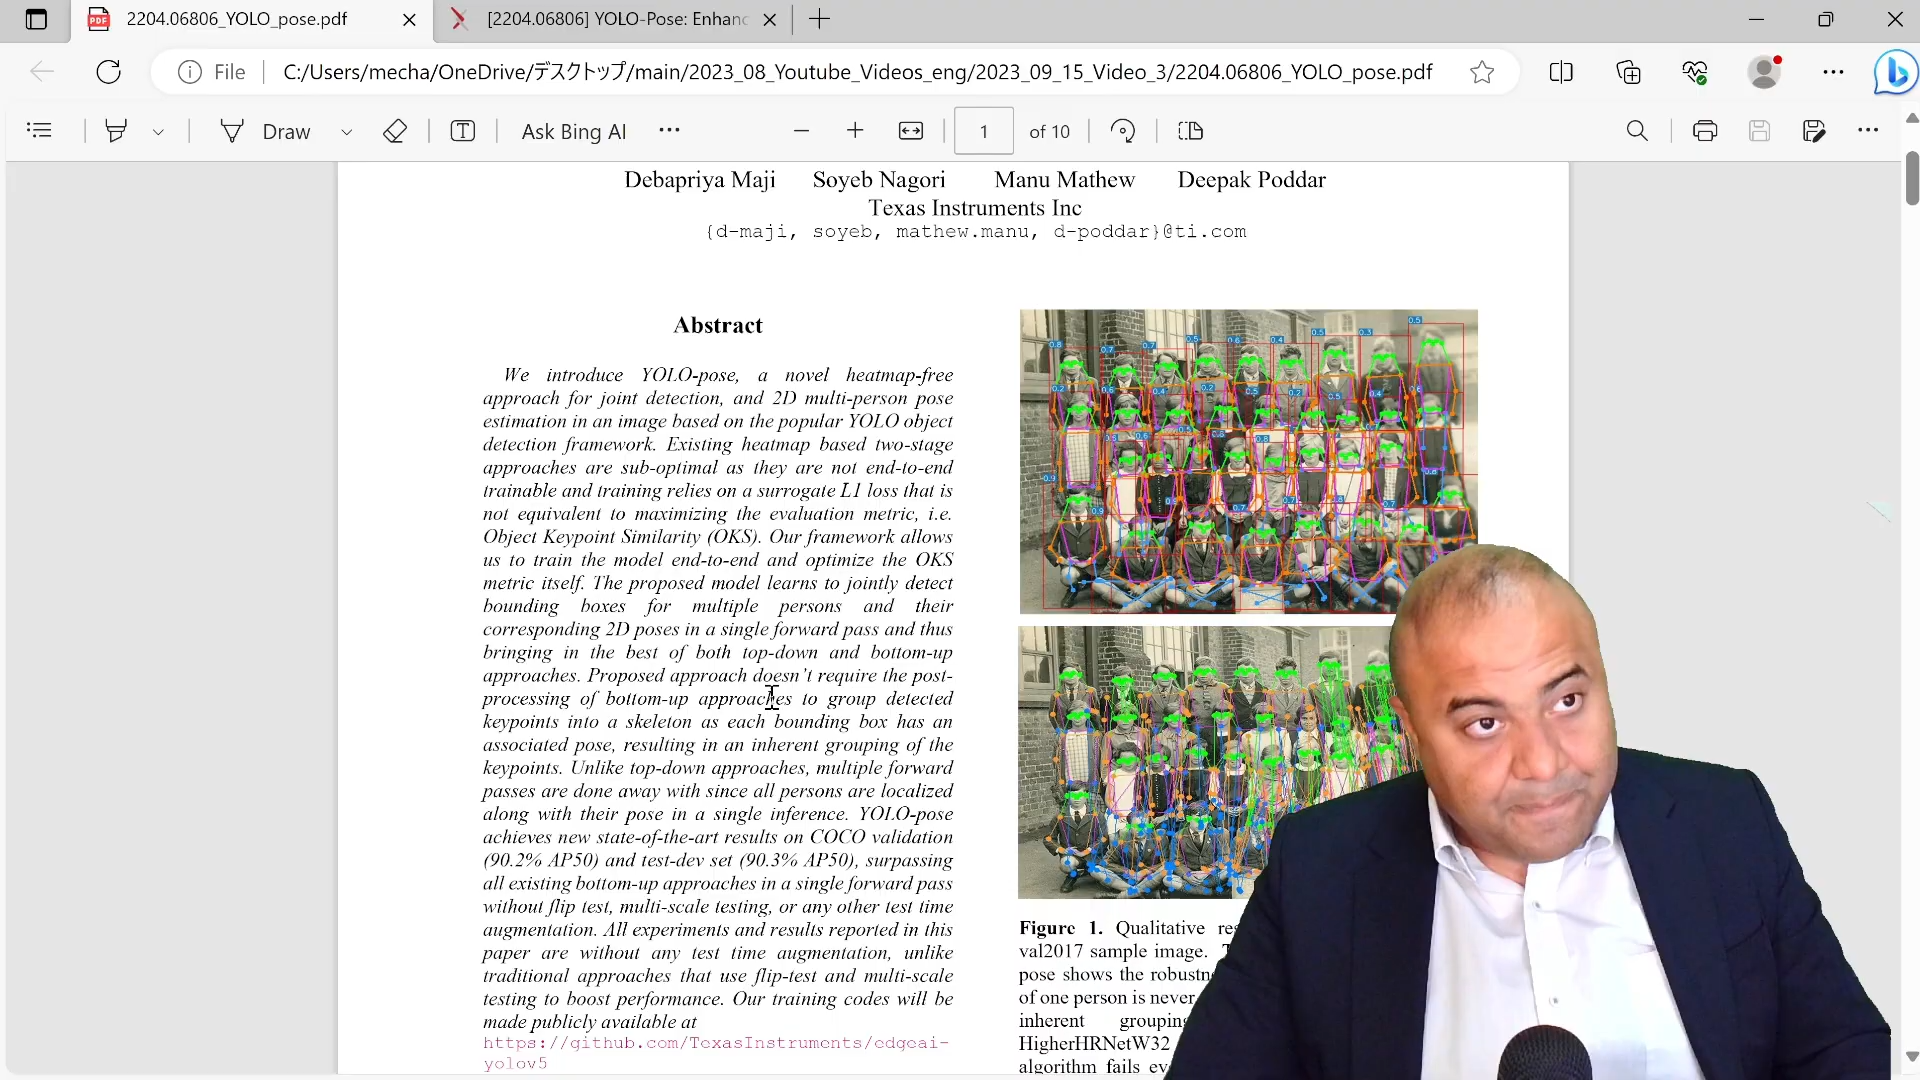 2204.06806_YOLO_pose.pdf
[2204.06806] YOLO-Pose: Enhanc
File
C:/Users/mecha/OneDrive/デスクトップ/main/2023_08_Youtube_Videos_eng/2023_09_15_Video_3/2204.06806_YOLO_pose.pdf
Draw
Ask Bing AI
1 of 10
Debapriya Maji Soyeb Nagori Manu Mathew Deepak Poddar
Texas Instruments Inc
{d-maji, soyeb, mathew.manu, d-poddar}@ti.com
Abstract
We introduce YOLO-pose, a novel heatmap-free
approach for joint detection, and 2D multi-person pose
estimation in an image based on the popular YOLO object
detection framework. Existing heatmap based two-stage
approaches are sub-optimal as they are not end-to-end
trainable and training relies on a surrogate L1 loss that is
not equivalent to maximizing the evaluation metric, i.e.
Object Keypoint Similarity (OKS). Our framework allows
us to train the model end-to-end and optimize the OKS
metric itself. The proposed model learns to jointly detect
bounding boxes for multiple persons and their
corresponding 2D poses in a single forward pass and thus
bringing in the best of both top-down and bottom-up
approaches. Proposed approach doesn't require the post-
processing of bottom-up approaches to group detected
keypoints into a skeleton as each bounding box has an
associated pose, resulting in an inherent grouping of the
keypoints. Unlike top-down approaches, multiple forward
passes are done away with since all persons are localized
along with their pose in a single inference. YOLO-pose
achieves new state-of-the-art results on COCO validation
(90.2% AP50) and test-dev set (90.3% AP50), surpassing
all existing bottom-up approaches in a single forward pass
without flip test, multi-scale testing, or any other test time
augmentation. All experiments and results reported in this
paper are without any test time augmentation, unlike
traditional approaches that use flip-test and multi-scale
testing to boost performance. Our training codes will be
made publicly available at
https://github.com/TexasInstruments/edgeai-
yolov5
Figure 1. Qualitative re
val2017 sample image.
pose shows the robustn
of one person is never
inherent grouping
HigherHRNetW32
algorithm fails ev